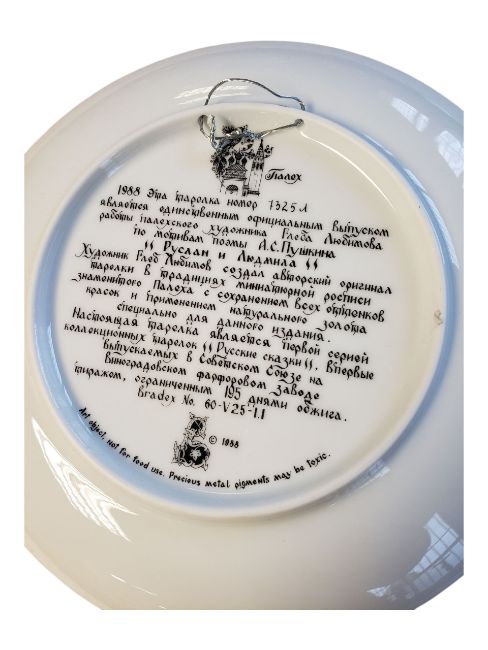 Палех
1988 Эта тарелка номер 7325 А
является единственным официальным выпуском
работы палехского художника Глеба Любимова
по мотивам поэмы А.С.Пушкина
"Руслан и Людмила"
Художник Глеб Любимов создал авторский оригинал
тарелки в традициях миниатюрной росписи
знаменитого Палеха с сохранением всех оттенков
красок и применением натурального золота
специально для данного издания.
Настоящая тарелка является первой серией
коллекционных тарелок "Русские сказки", впервые
выпускаемых в Советском Союзе на
Виноградовском фарфоровом заводе
тиражом, ограниченным 195 днями обжига.
Bradex No. 60-V25-1.1
© 1988
Art object, not for food use. Precious metal pigments may be toxic.